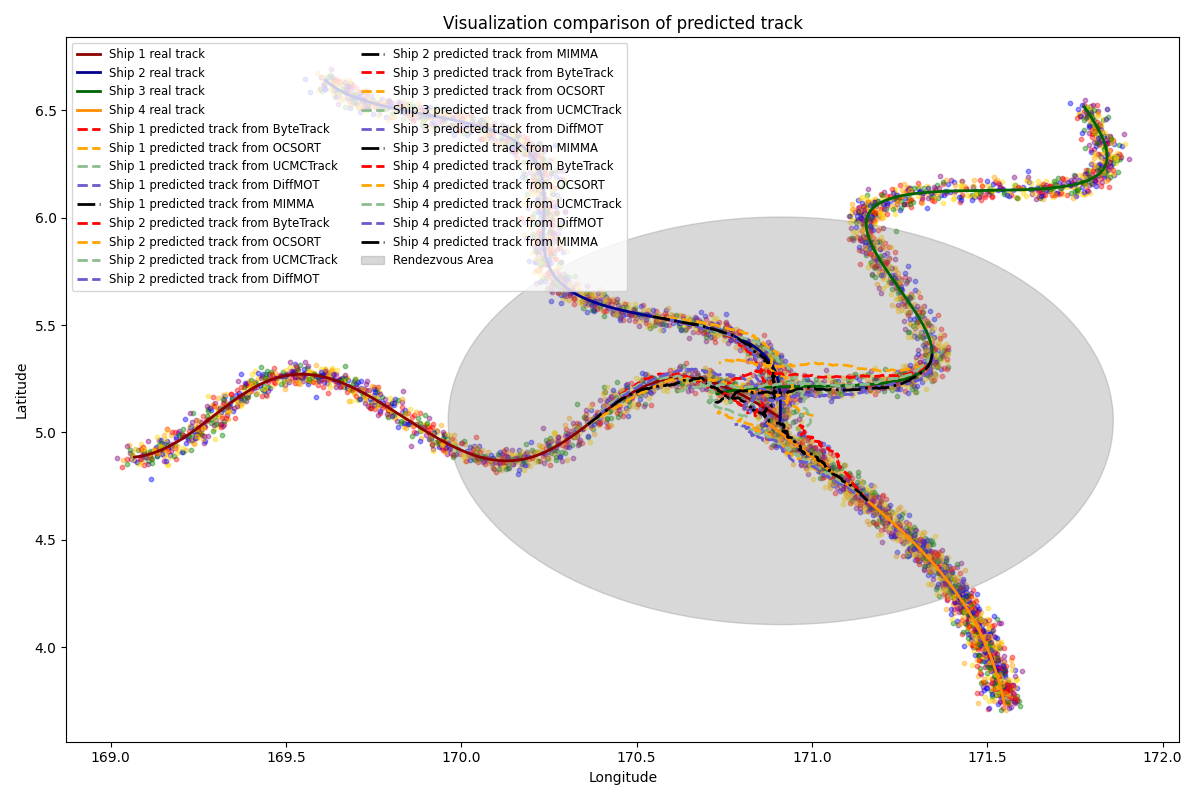 Visualization comparison of predicted track
Ship 1 real track
Ship 2 real track
Ship 3 real track
Ship 4 real track
Ship 1 predicted track from ByteTrack
Ship 1 predicted track from OCSORT
Ship 1 predicted track from UCMCTrack
Ship 1 predicted track from DiffMOT
Ship 1 predicted track from MIMMA
Ship 2 predicted track from ByteTrack
Ship 2 predicted track from OCSORT
Ship 2 predicted track from UCMCTrack
Ship 2 predicted track from DiffMOT
Ship 2 predicted track from MIMMA
Ship 3 predicted track from ByteTrack
Ship 3 predicted track from OCSORT
Ship 3 predicted track from UCMCTrack
Ship 3 predicted track from DiffMOT
Ship 3 predicted track from MIMMA
Ship 4 predicted track from ByteTrack
Ship 4 predicted track from OCSORT
Ship 4 predicted track from UCMCTrack
Ship 4 predicted track from DiffMOT
Ship 4 predicted track from MIMMA
Rendezvous Area
6.5
6.0
5.5
5.0
4.5
4.0
Latitude
169.0 169.5 170.0 170.5 171.0 171.5 172.0
Longitude